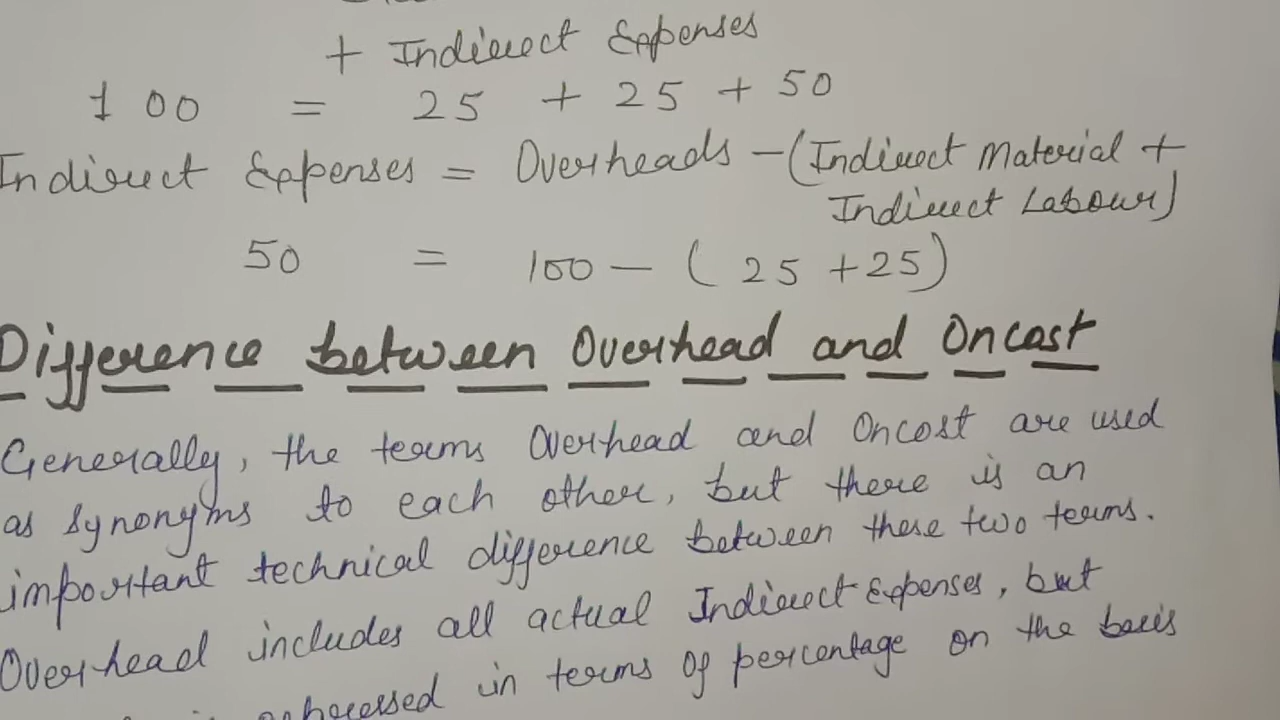 + Indirect Expenses
100 = 25 + 25 + 50
Indirect Expenses = Overheads - (Indirect Material +
Indirect Labour)
50 = 100 - (25 + 25)
Difference between Overhead and Oncost
Generally, the terms Overhead and Oncost are used
as synonyms to each other, but there is an
important technical difference between these two terms.
Overhead includes all actual Indirect Expenses, but
expressed in terms of percentage on the basis